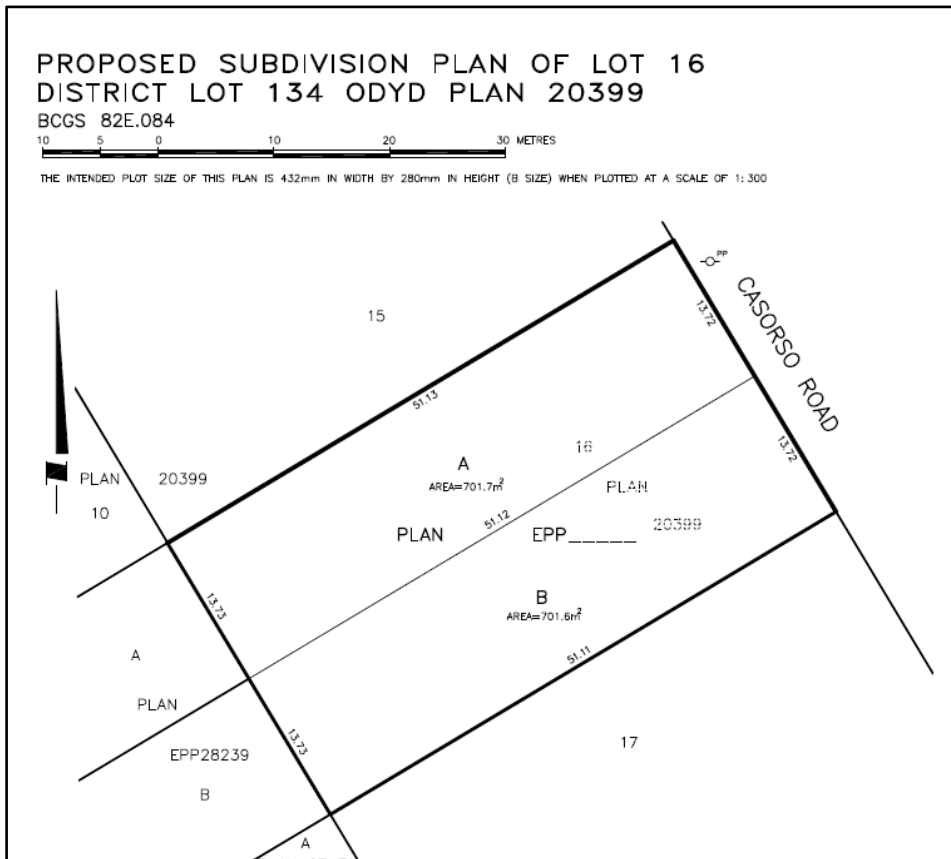 PROPOSED SUBDIVISION PLAN OF LOT 16
DISTRICT LOT 134 ODYD PLAN 20399
BCGS 82E.084
10 5 0 10 20 30 METRES
THE INTENDED PLOT SIZE OF THIS PLAN IS 432mm IN WIDTH BY 280mm IN HEIGHT (B SIZE) WHEN PLOTTED AT A SCALE OF 1:300
PP
CASORSO ROAD
15
13.72
51.13
13.72
16
A
AREA=701.7m²
PLAN 20399
PLAN
10
N
51.12
PLAN EPP_____ 20399
B
AREA=701.6m²
13.73
A
51.11
PLAN
13.73
EPP28239
17
B
A